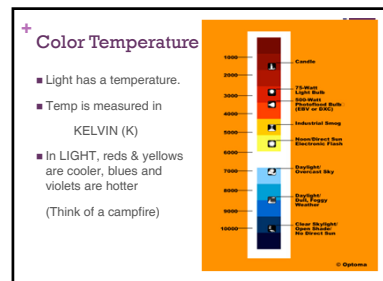 +
Color Temperature
■ Light has a temperature.
■ Temp is measured in
KELVIN (K)
■ In LIGHT, reds & yellows
are cooler, blues and
violets are hotter
(Think of a campfire)
1000
2000
3000
4000
5000
6000
7000
8000
9000
10000
Candle
75-Watt
Light Bulb
500-Watt
Photoflood Bulb
(EBV or DXC)
Industrial Smog
Noon/Direct Sun
Electronic Flash
Daylight/
Overcast Sky
Daylight/
Dull, Foggy
Weather
Clear Skylight/
Open Shade/
No Direct Sun
© Optoma